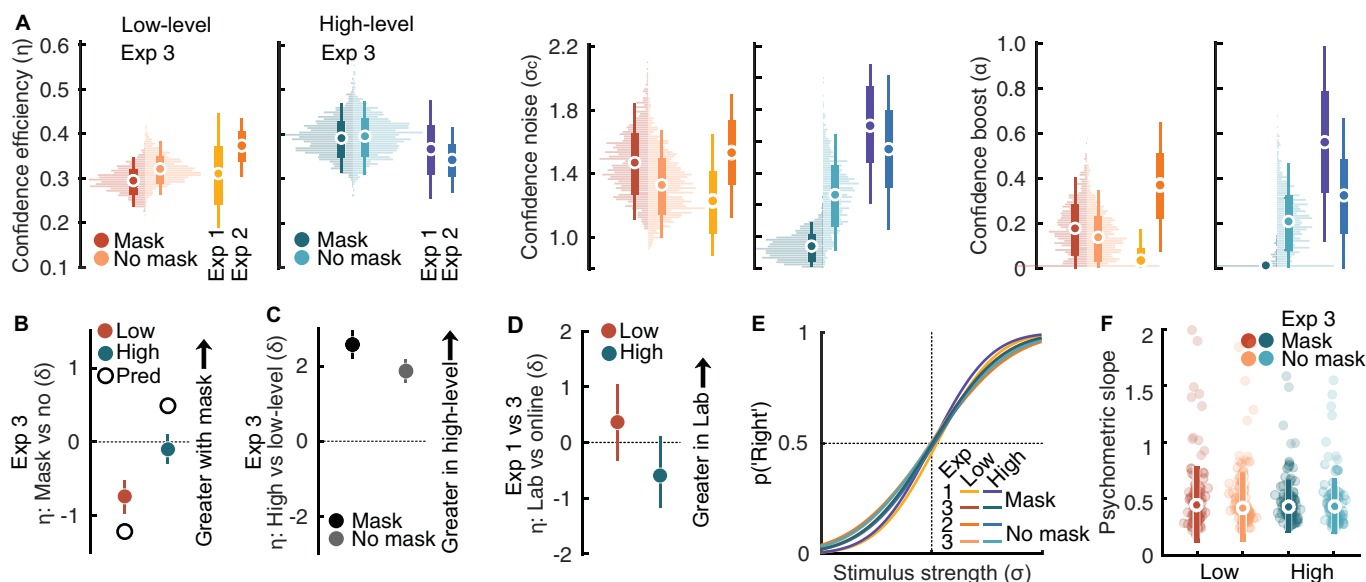 A
Low-level
Exp 3
High-level
Exp 3
Confidence efficiency (η)
0.6
0.5
0.4
0.3
0.2
0.1
Mask
No mask
Exp 1
Exp 2
Mask
No mask
Exp 1
Exp 2
Confidence noise (σc)
2.2
1.8
1.4
1.0
Confidence boost (α)
1
0.8
0.6
0.4
0.2
0
B
Exp 3
η: Mask vs no (δ)
1
0
-1
Low
High
Pred
Greater with mask
C
Exp 3
η: High vs low-level (δ)
2
0
-2
Mask
No mask
Greater in high-level
D
Exp 1 vs 3
η: Lab vs online (δ)
2
1
0
-1
-2
Low
High
Greater in Lab
E
p('Right')
1
0.5
0
Stimulus strength (σ)
Exp Low High
1
3
Mask
2
3
No mask
F
Psychometric slope
2
1.5
1
0.5
0
Exp 3
Mask
No mask
Low High